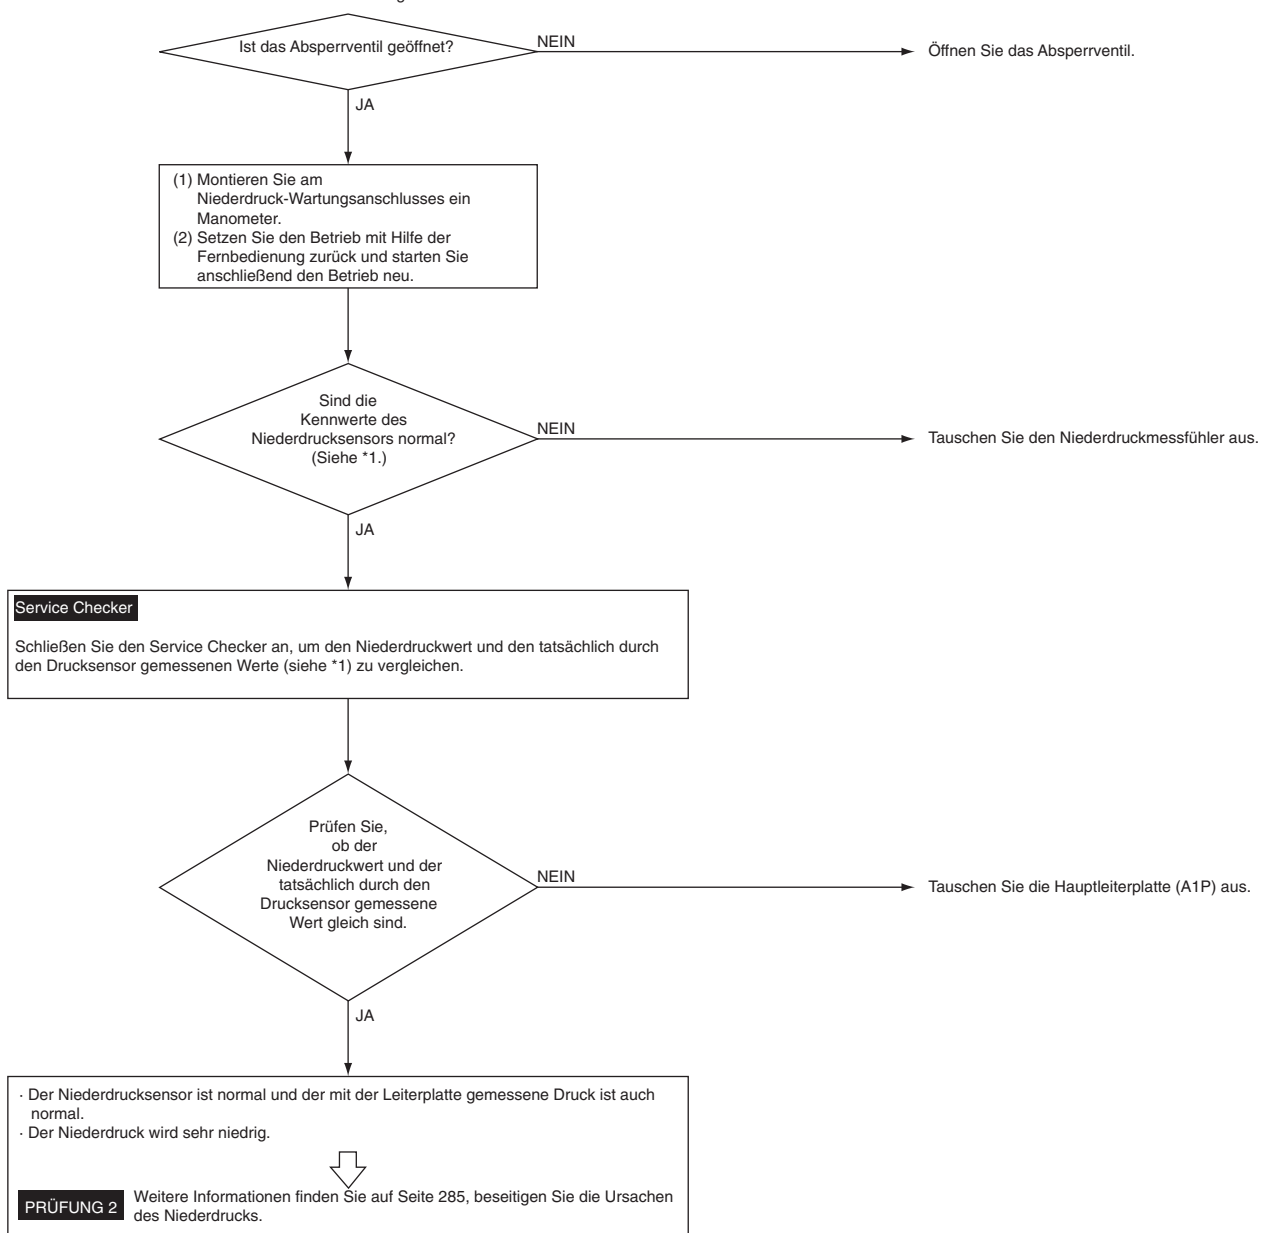 Ist das Absperrventil geöffnet?
NEIN
Öffnen Sie das Absperrventil.
JA
(1) Montieren Sie am
Niederdruck-Wartungsanschlusses ein
Manometer.
(2) Setzen Sie den Betrieb mit Hilfe der
Fernbedienung zurück und starten Sie
anschließend den Betrieb neu.
Sind die
Kennwerte des
Niederdrucksensors normal?
(Siehe *1.)
NEIN
Tauschen Sie den Niederdruckmessfühler aus.
JA
Service Checker
Schließen Sie den Service Checker an, um den Niederdruckwert und den tatsächlich durch
den Drucksensor gemessenen Werte (siehe *1) zu vergleichen.
Prüfen Sie,
ob der
Niederdruckwert und der
tatsächlich durch den
Drucksensor gemessene
Wert gleich sind.
NEIN
Tauschen Sie die Hauptleiterplatte (A1P) aus.
JA
· Der Niederdrucksensor ist normal und der mit der Leiterplatte gemessene Druck ist auch
normal.
· Der Niederdruck wird sehr niedrig.
PRÜFUNG 2
Weitere Informationen finden Sie auf Seite 285, beseitigen Sie die Ursachen
des Niederdrucks.